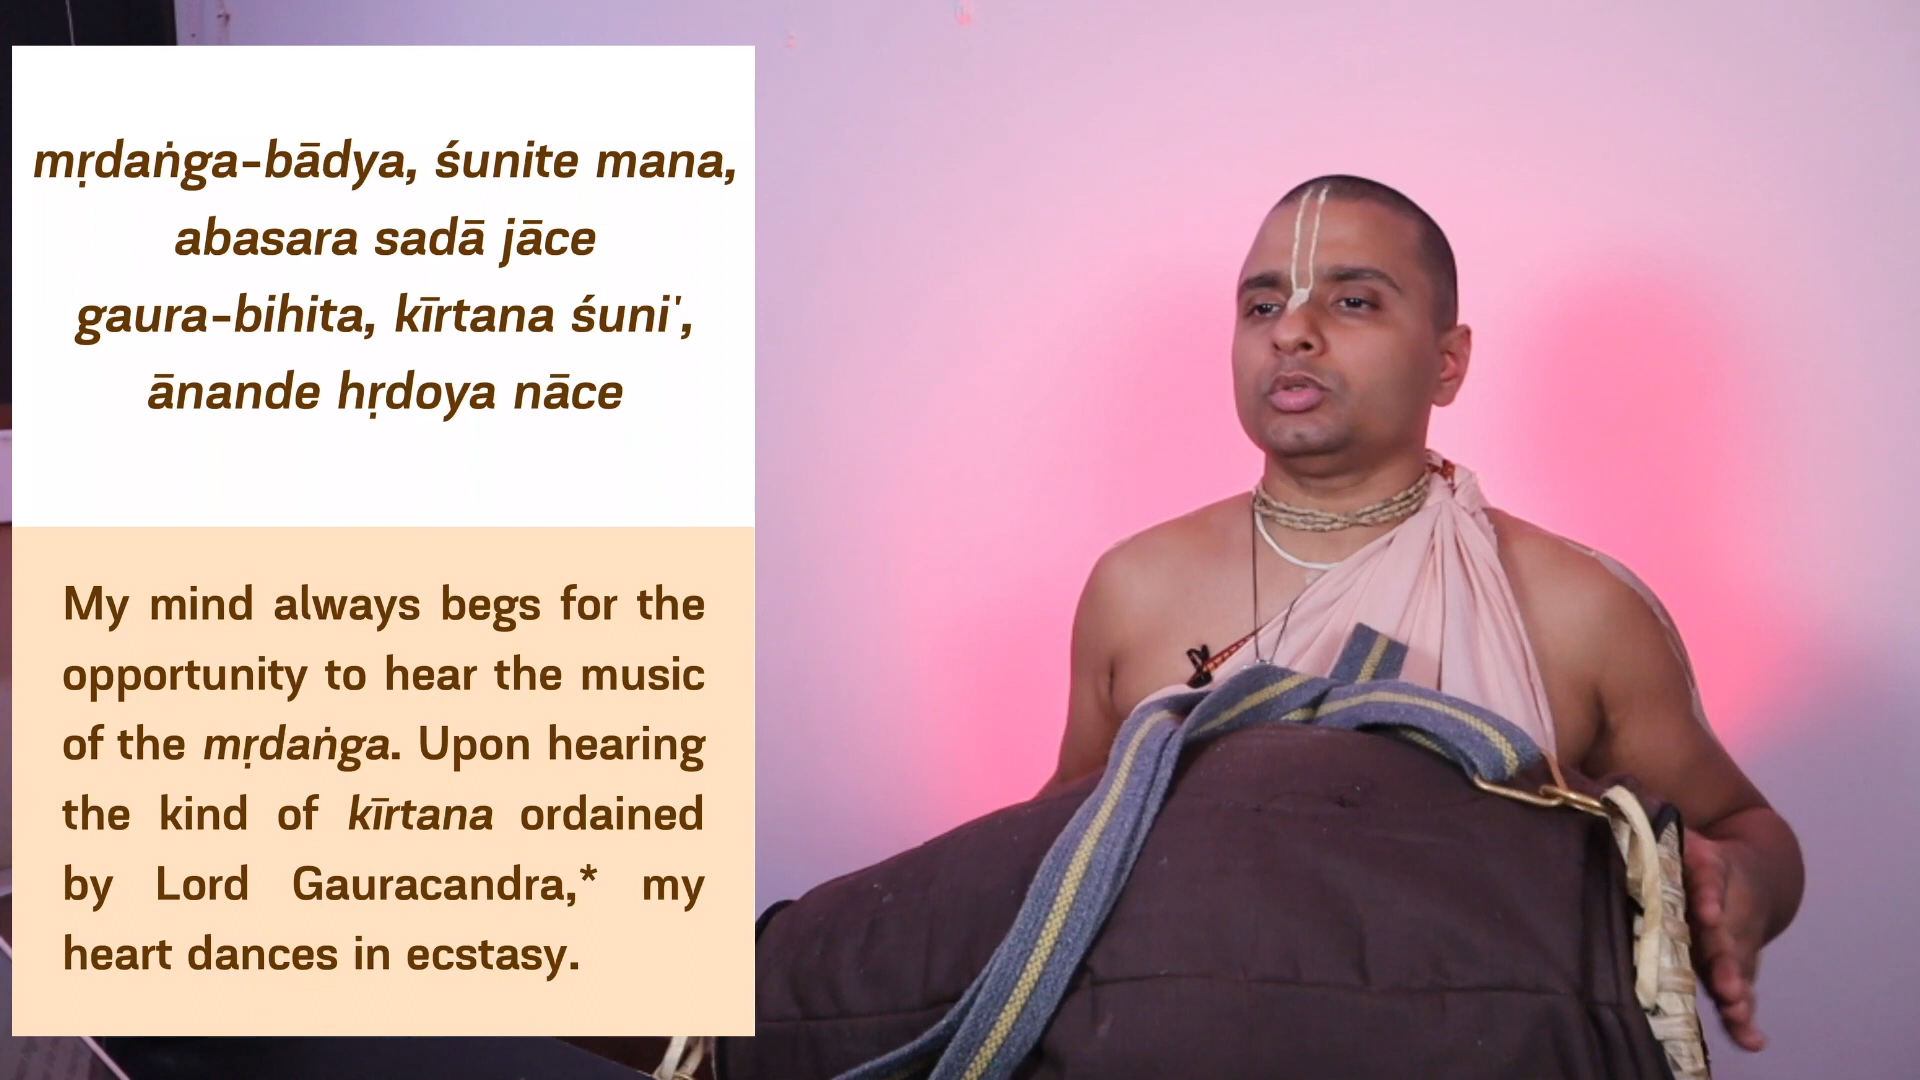 mṛdaṅga-bādya, śunite mana,
abasara sadā jāce
gaura-bihita, kīrtana śuni',
ānande hṛdoya nāce
My mind always begs for the
opportunity to hear the music
of the mṛdaṅga. Upon hearing
the kind of kīrtana ordained
by Lord Gauracandra,* my
heart dances in ecstasy.